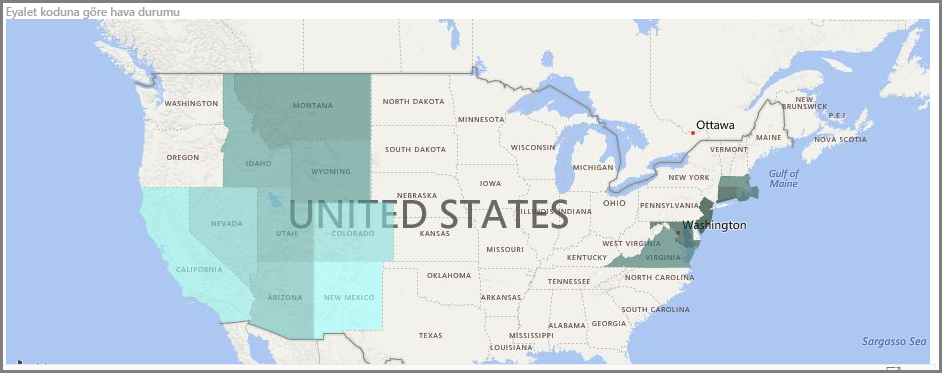 Eyalet koduna göre hava durumu
WASHINGTON
MONTANA
NORTH DAKOTA
MINNESOTA
Ottawa
NEW
BRUNSWICK
P.E.I.
NOVA SCOTIA
MAINE
OREGON
IDAHO
WYOMING
SOUTH DAKOTA
WISCONSIN
MICHIGAN
VERMONT
NEW YORK
Gulf of
Maine
NEBRASKA
IOWA
ILLINOIS
INDIANA
OHIO
PENNSYLVANIA
UNITED STATES
NEVADA
UTAH
COLORADO
KANSAS
MISSOURI
WEST VIRGINIA
Washington
KENTUCKY
VIRGINIA
CALIFORNIA
ARIZONA
NEW MEXICO
OKLAHOMA
ARKANSAS
TENNESSEE
NORTH CAROLINA
SOUTH CAROLINA
TEXAS
MISSISSIPPI
ALABAMA
GEORGIA
LOUISIANA
Sargasso Sea